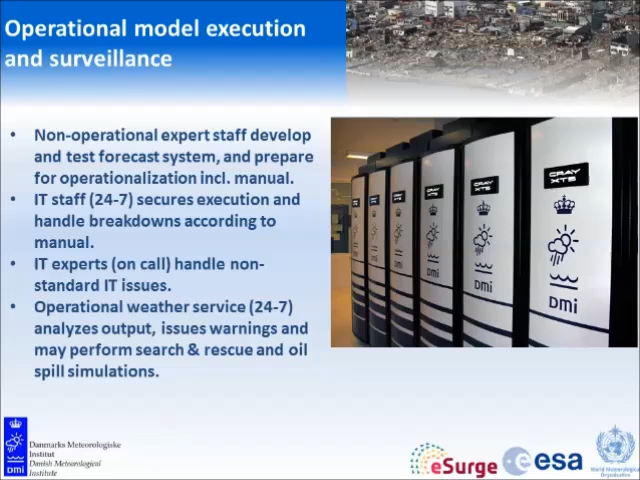 Operational model execution
and surveillance
• Non-operational expert staff develop
and test forecast system, and prepare
for operationalization incl. manual.
• IT staff (24-7) secures execution and
handle breakdowns according to
manual.
• IT experts (on call) handle non-
standard IT issues.
• Operational weather service (24-7)
analyzes output, issues warnings and
may perform search & rescue and oil
spill simulations.
CRAY
XT5
CRAY
XT5
DMI
DMI
DMI
DMI
Danmarks Meteorologiske
Institut
Danish Meteorological
Institute
eSurge
esa
World Meteorological
Organization